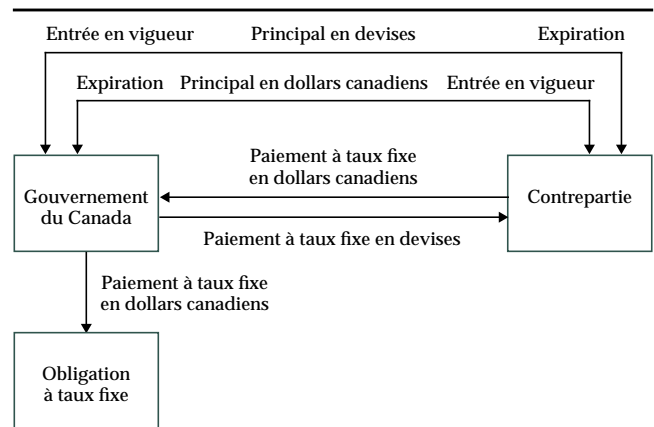 Entrée en vigueur Principal en devises Expiration
Expiration Principal en dollars canadiens Entrée en vigueur
Paiement à taux fixe
en dollars canadiens
Gouvernement
du Canada
Contrepartie
Paiement à taux fixe en devises
Paiement à taux fixe
en dollars canadiens
Obligation
à taux fixe